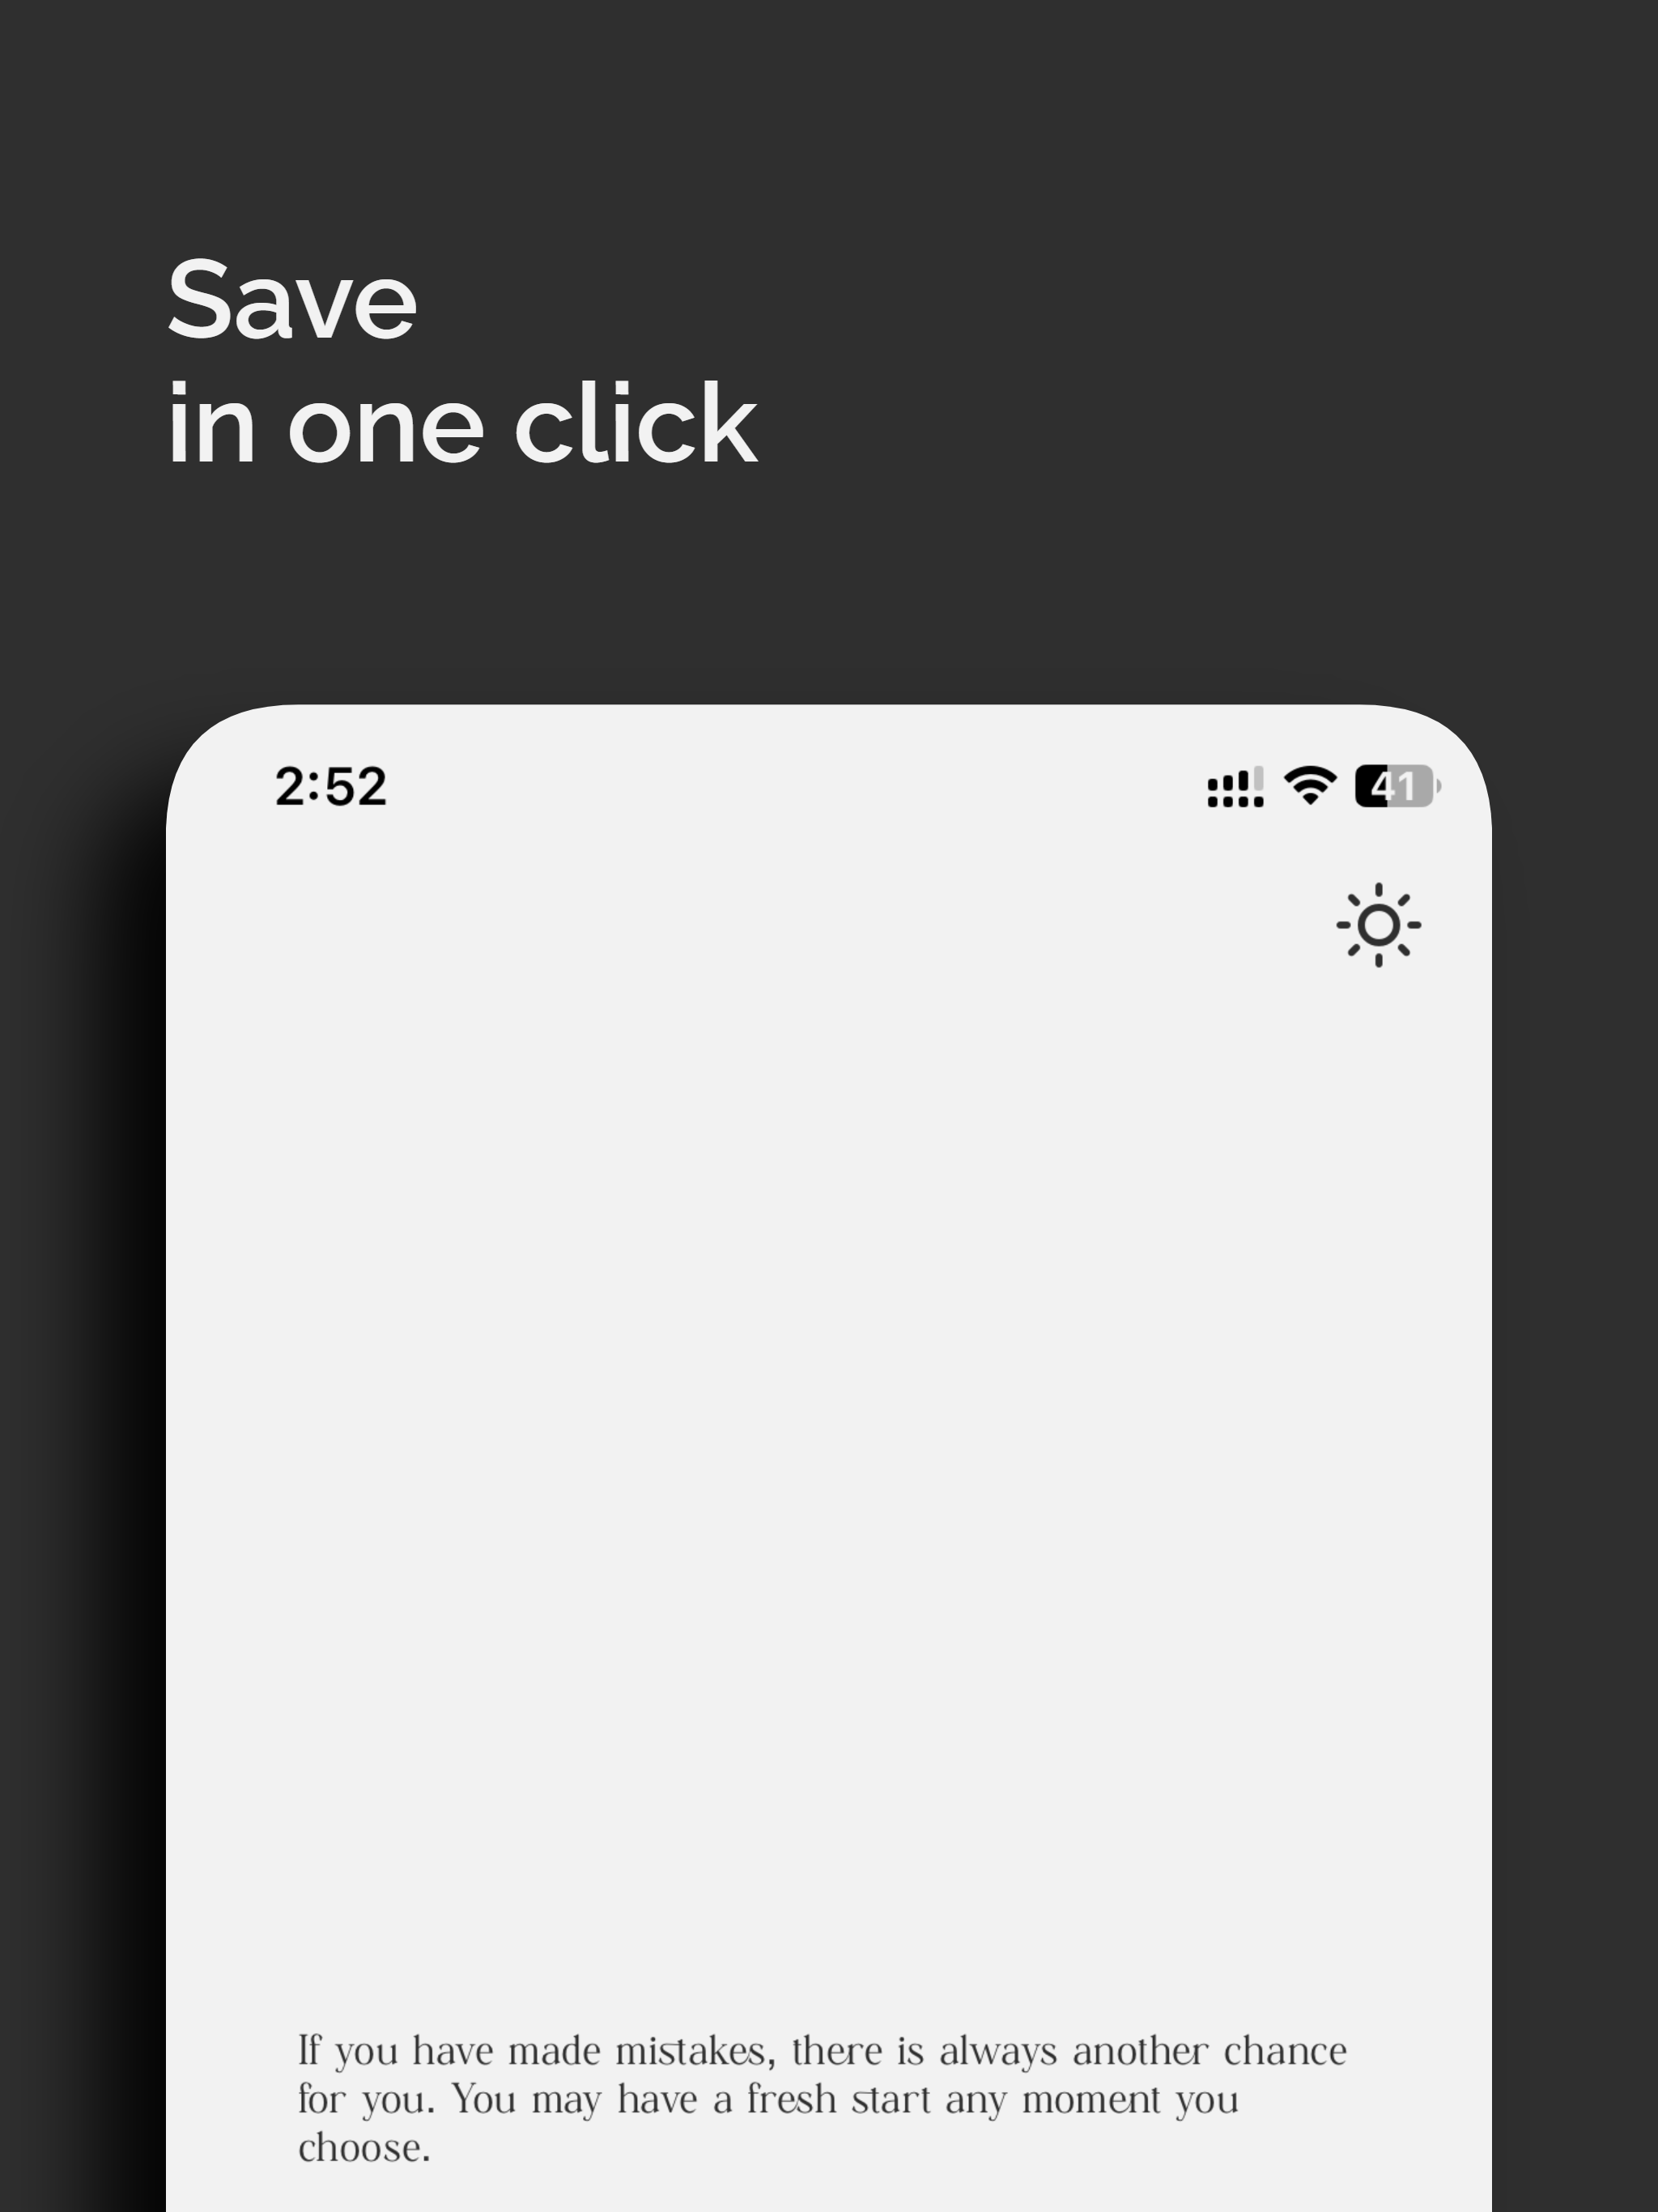 Save
in one click
2:52
41
If you have made mistakes, there is always another chance
for you. You may have a fresh start any moment you
choose.